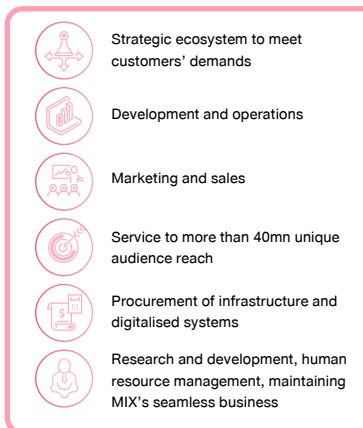 Strategic ecosystem to meet
customers' demands
Development and operations
Marketing and sales
Service to more than 40mn unique
audience reach
$
Procurement of infrastructure and
digitalised systems
Research and development, human
resource management, maintaining
MIX's seamless business